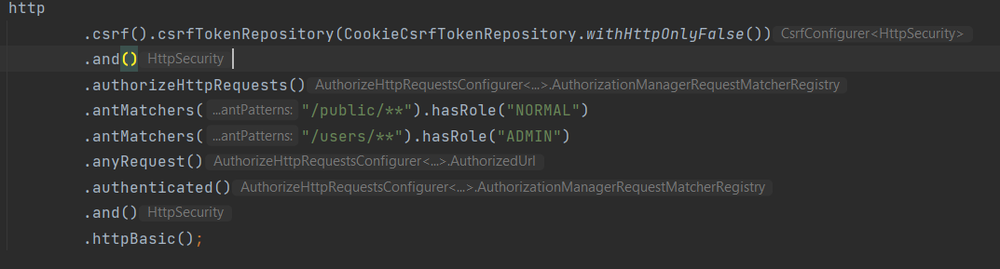 http
.csrf().csrfTokenRepository(CookieCsrfTokenRepository.withHttpOnlyFalse()) CsrfConfigurer<HttpSecurity>
.and() HttpSecurity
.authorizeHttpRequests() AuthorizeHttpRequestsConfigurer<...>.AuthorizationManagerRequestMatcherRegistry
.antMatchers( ...antPatterns: "/public/**").hasRole("NORMAL")
.antMatchers( ...antPatterns: "/users/**").hasRole("ADMIN")
.anyRequest() AuthorizeHttpRequestsConfigurer<...>.AuthorizedUrl
.authenticated() AuthorizeHttpRequestsConfigurer<...>.AuthorizationManagerRequestMatcherRegistry
.and() HttpSecurity
.httpBasic();